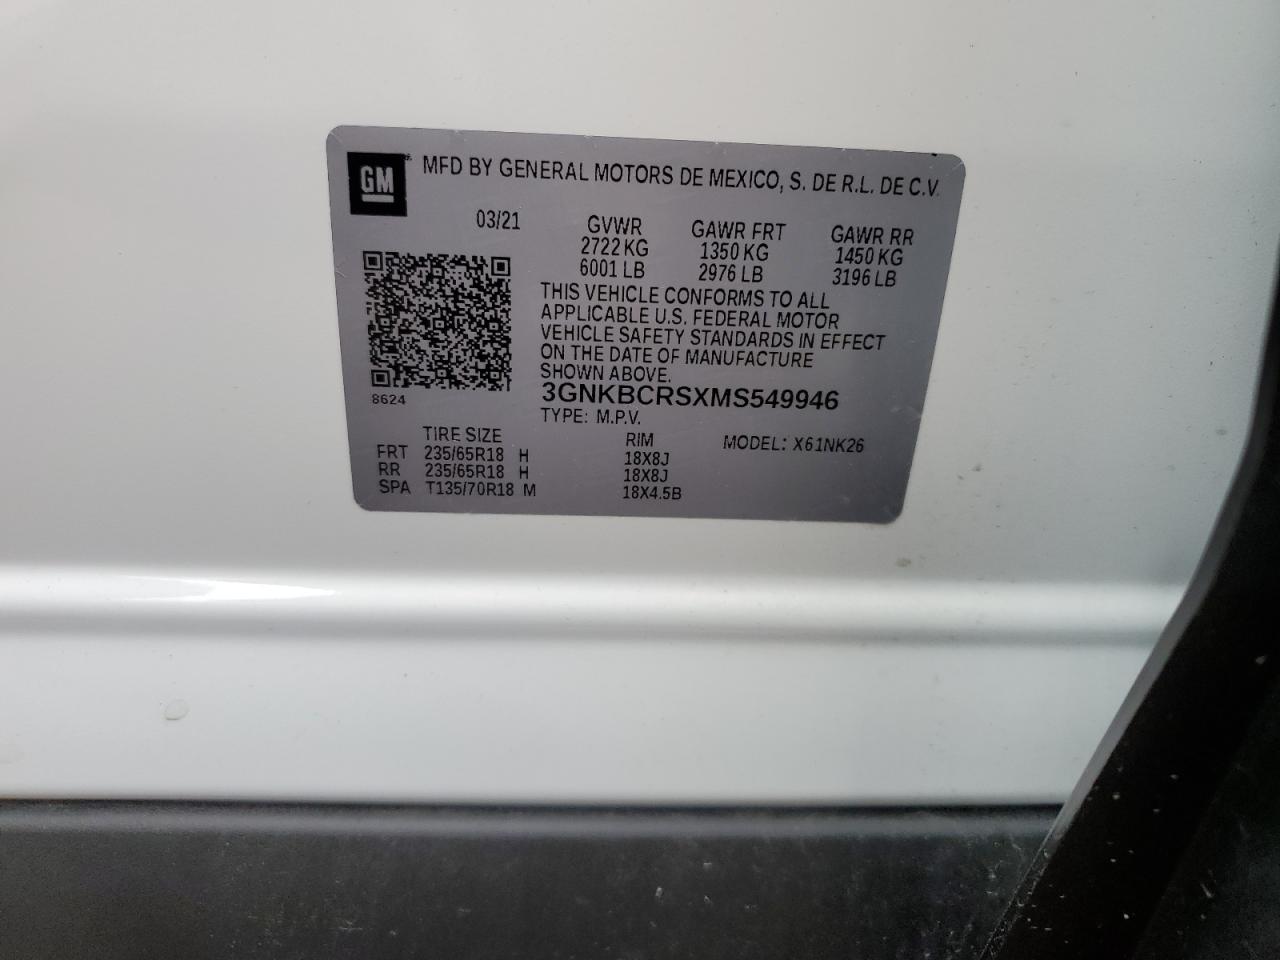 GM
MFD BY GENERAL MOTORS DE MEXICO, S. DE R.L. DE C.V.
03/21 GVWR GAWR FRT GAWR RR
2722 KG 1350 KG 1450 KG
6001 LB 2976 LB 3196 LB
THIS VEHICLE CONFORMS TO ALL
APPLICABLE U.S. FEDERAL MOTOR
VEHICLE SAFETY STANDARDS IN EFFECT
ON THE DATE OF MANUFACTURE
SHOWN ABOVE.
8624
3GNKBCRSXMS549946
TYPE: M.P.V.
TIRE SIZE RIM MODEL: X61NK26
FRT 235/65R18 H 18X8J
RR 235/65R18 H 18X8J
SPA T135/70R18 M 18X4.5B